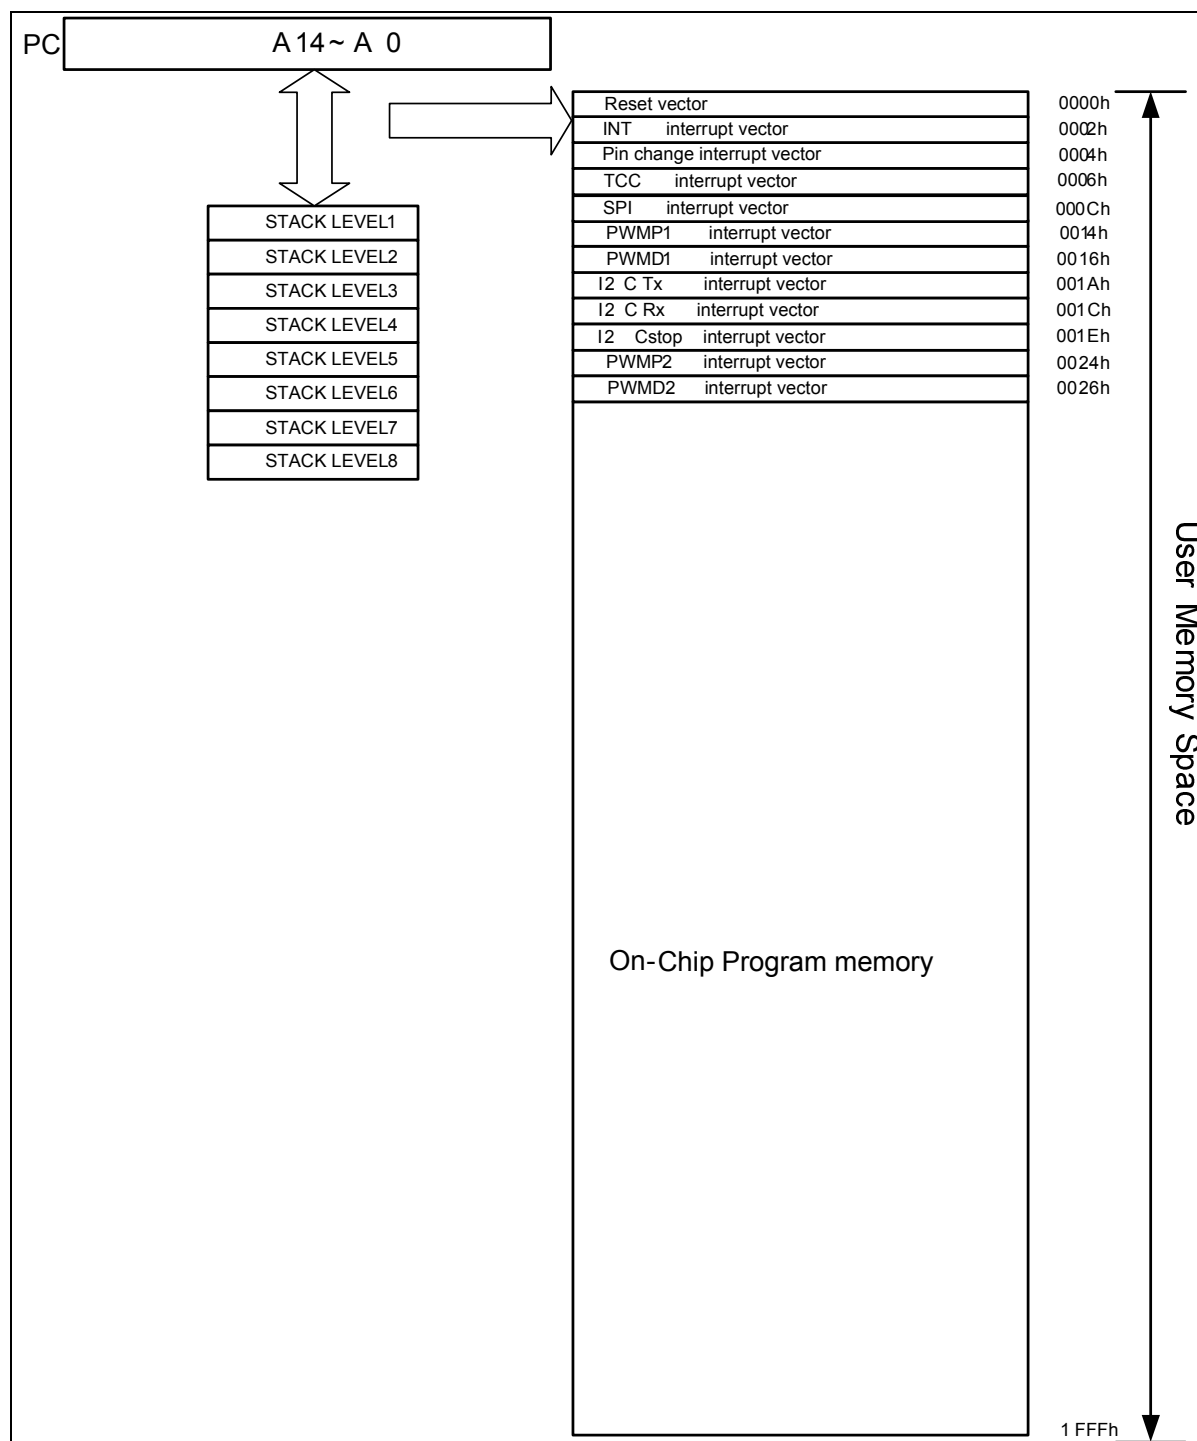 PC
A14~ A 0
Reset vector 0000h
INT interrupt vector 0002h
Pin change interrupt vector 0004h
TCC interrupt vector 0006h
SPI interrupt vector 000Ch
PWMP1 interrupt vector 0014h
PWMD1 interrupt vector 0016h
I2 C Tx interrupt vector 001Ah
I2 C Rx interrupt vector 001Ch
I2 Cstop interrupt vector 001Eh
PWMP2 interrupt vector 0024h
PWMD2 interrupt vector 0026h
STACK LEVEL1
STACK LEVEL2
STACK LEVEL3
STACK LEVEL4
STACK LEVEL5
STACK LEVEL6
STACK LEVEL7
STACK LEVEL8
User Memory Space
On-Chip Program memory
1 FFFh